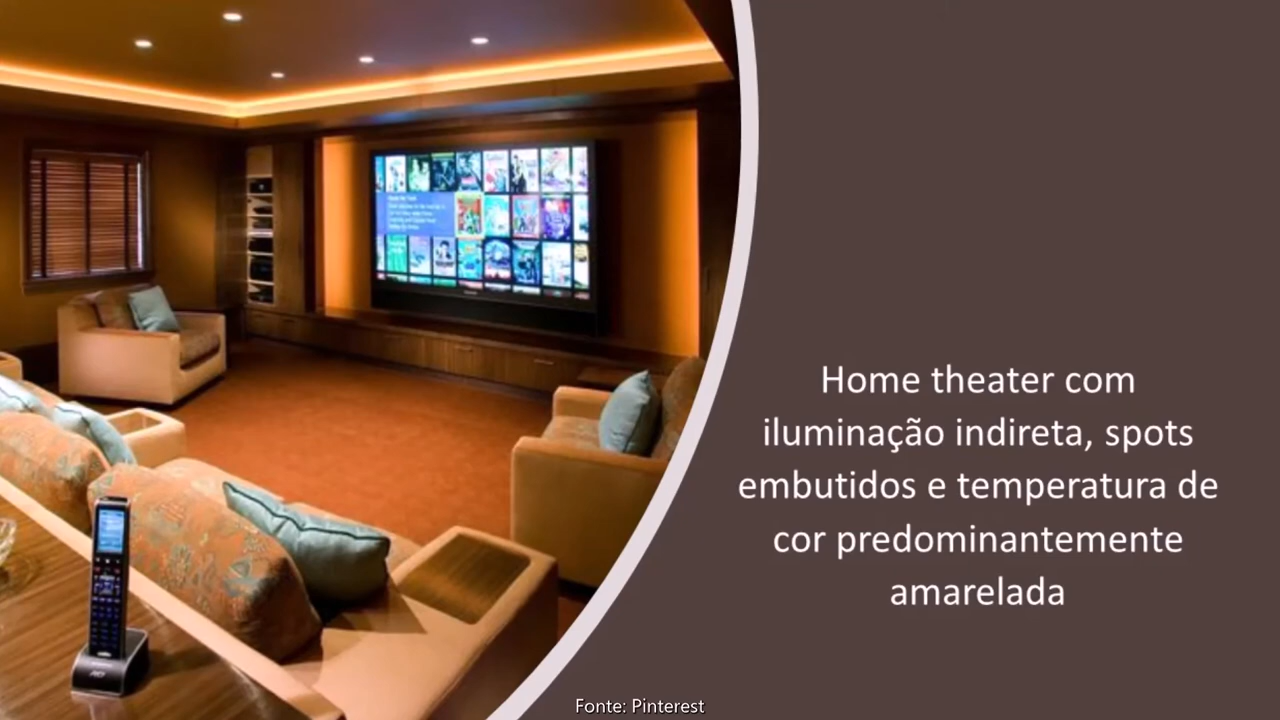 Home theater com
iluminação indireta, spots
embutidos e temperatura de
cor predominantemente
amarelada
Fonte: Pinterest